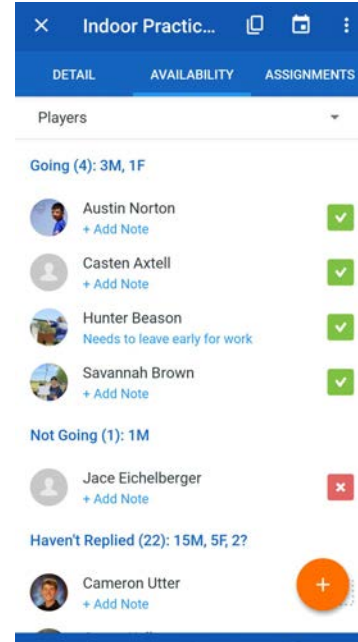 Indoor Practic...
DETAIL AVAILABILITY ASSIGNMENTS
Players
Going (4): 3M, 1F
Austin Norton
+ Add Note
Casten Axtell
+ Add Note
Hunter Beason
Needs to leave early for work
Savannah Brown
+ Add Note
Not Going (1): 1M
Jace Eichelberger
+ Add Note
Haven't Replied (22): 15M, 5F, 2?
Cameron Utter
+ Add Note